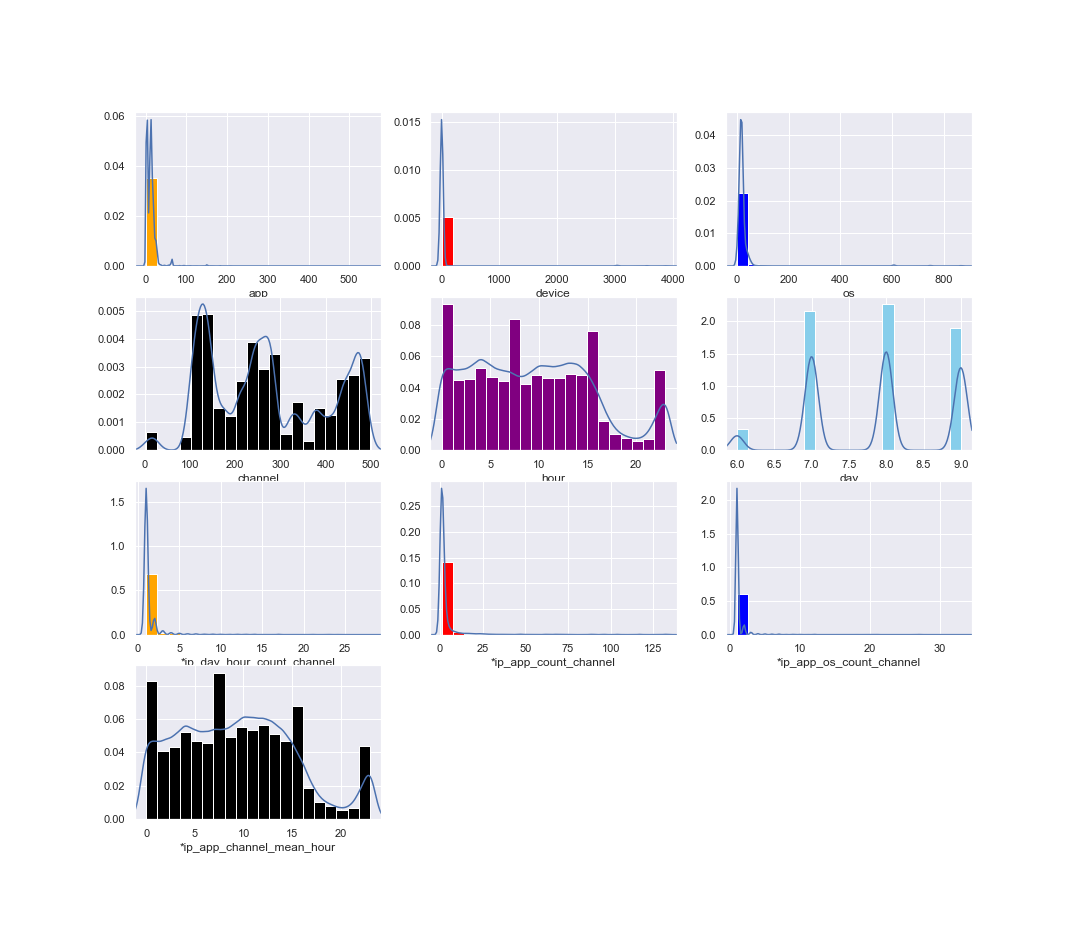 0.06
0.04
0.02
0.00
0 100 200 300 400 500
app
0.015
0.010
0.005
0.000
0 1000 2000 3000 4000
device
0.04
0.03
0.02
0.01
0.00
0 200 400 600 800
os
0.005
0.004
0.003
0.002
0.001
0.000
0 100 200 300 400 500
channel
0.08
0.06
0.04
0.02
0.00
0 5 10 15 20
hour
2.0
1.5
1.0
0.5
0.0
6.0 6.5 7.0 7.5 8.0 8.5 9.0
day
1.5
1.0
0.5
0.0
0 5 10 15 20 25
*ip_day_hour_count_channel
0.25
0.20
0.15
0.10
0.05
0.00
0 25 50 75 100 125
*ip_app_count_channel
2.0
1.5
1.0
0.5
0.0
0 10 20 30
*ip_app_os_count_channel
0.08
0.06
0.04
0.02
0.00
0 5 10 15 20
*ip_app_channel_mean_hour